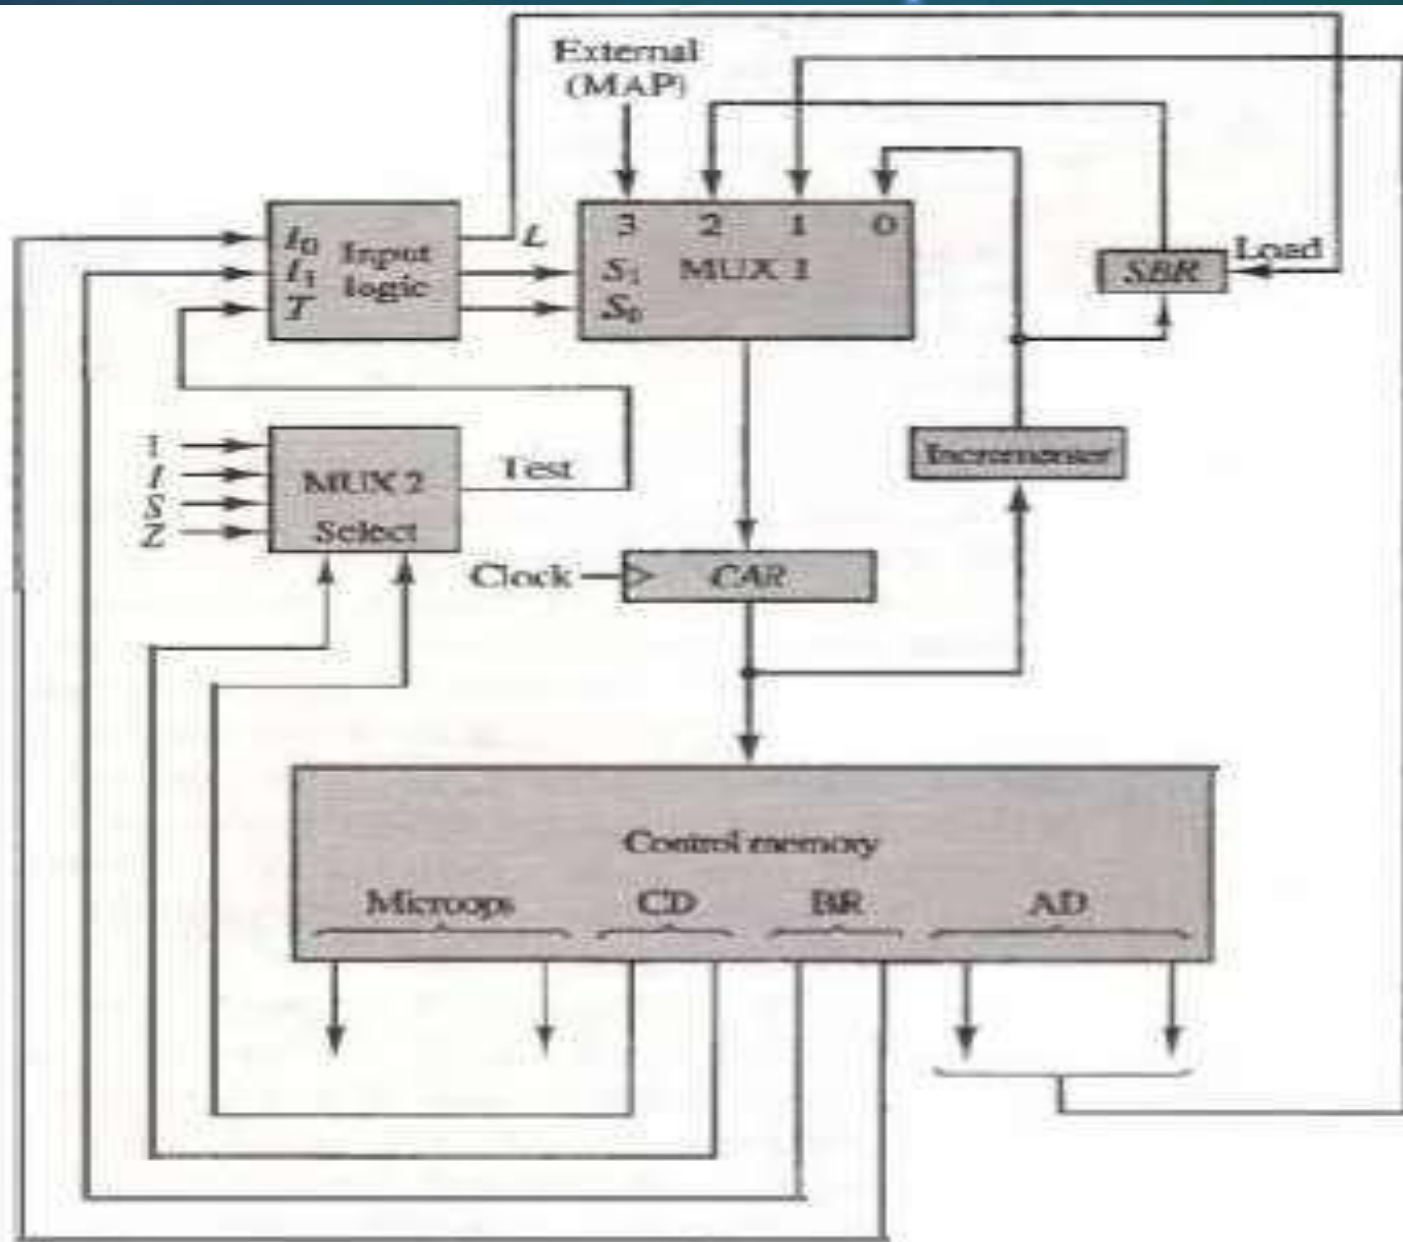 External
(MAP)
I0
I1
T
Input
logic
L
3 2 1 0
S1
S0
MUX 1
SBR
Load
1
I
S
Z
MUX 2
Select
Test
Incrementer
Clock
CAR
Control memory
Microops CD BR AD